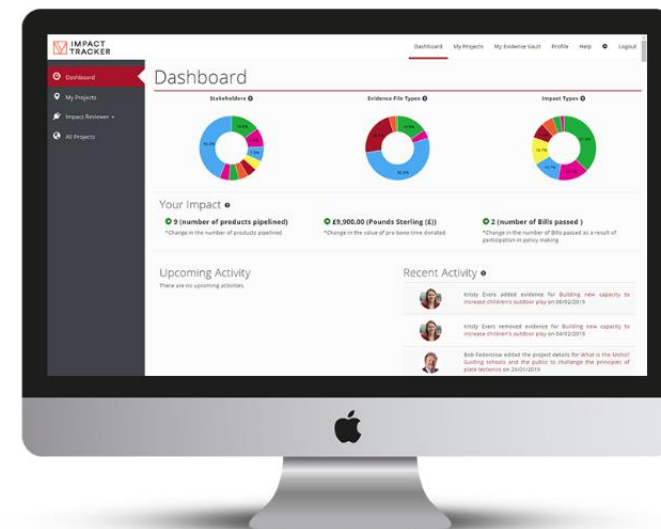 IMPACT
TRACKER
Dashboard My Projects My Evidence Vault Profile Help Logout
Dashboard
My Projects
Impact Reviewer
All Projects
Dashboard
Stakeholders Evidence File Types Impact Types
Your Impact
9 (number of products pipelined) £9,900.00 (Pounds Sterling (£)) 2 (number of Bills passed )
*Change in the number of products pipelined *Change in the value of pro bono time donated *Change in the number of Bills passed as a result of
participation in policy making
Upcoming Activity Recent Activity
There are no upcoming activities.
Kristy Evers added evidence for Building new capacity to
increase children's outdoor play on 06/02/2019
Kristy Evers removed evidence for Building new capacity to
increase children's outdoor play on 04/02/2019
edited the project details for What is the Moho?
Guiding schools and the public to challenge the principles of
plate tectonics on 29/01/2019